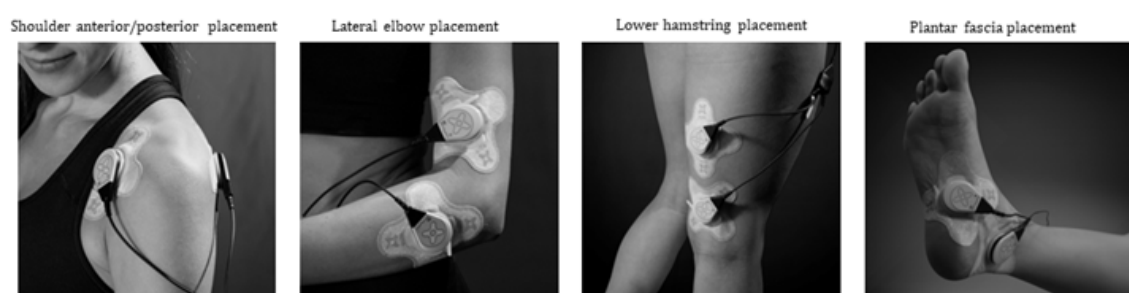 Shoulder anterior/posterior placement
Lateral elbow placement
Lower hamstring placement
Plantar fascia placement